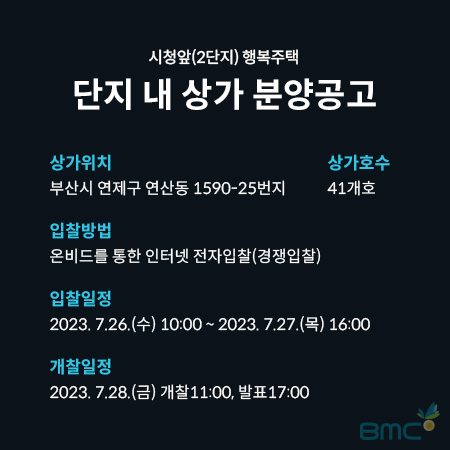 시청앞(2단지) 행복주택
단지 내 상가 분양공고
상가위치
부산시 연제구 연산동 1590-25번지
상가호수
41개호
입찰방법
온비드를 통한 인터넷 전자입찰(경쟁입찰)
입찰일정
2023. 7.26.(수) 10:00 ~ 2023. 7.27.(목) 16:00
개찰일정
2023. 7.28.(금) 개찰11:00, 발표17:00
BMC